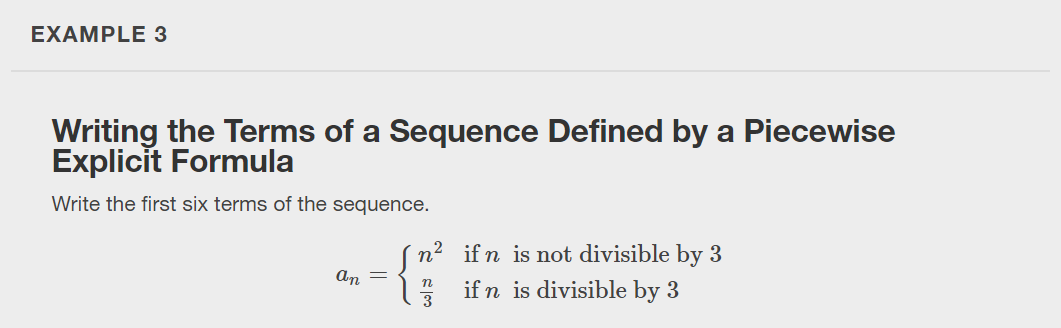 EXAMPLE 3
Writing the Terms of a Sequence Defined by a Piecewise
Explicit Formula
Write the first six terms of the sequence.
aₙ = { n² if n is not divisible by 3
n/3 if n is divisible by 3